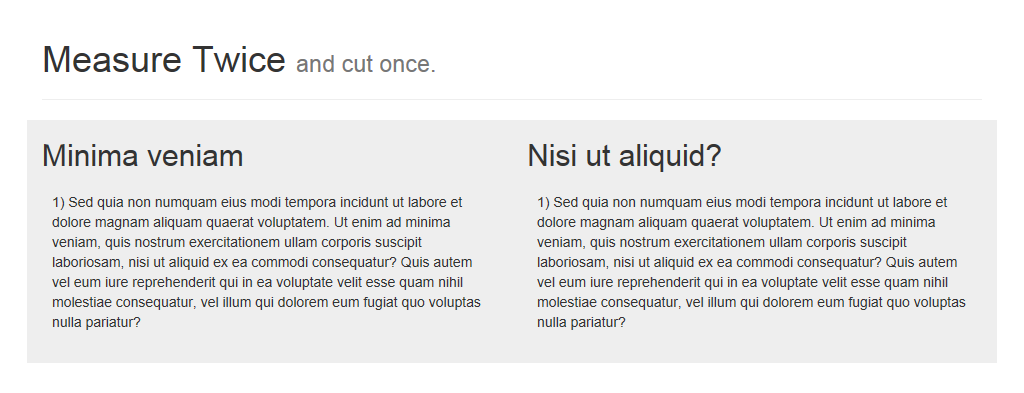 Measure Twice and cut once.
Minima veniam
1) Sed quia non numquam eius modi tempora incidunt ut labore et
dolore magnam aliquam quaerat voluptatem. Ut enim ad minima
veniam, quis nostrum exercitationem ullam corporis suscipit
laboriosam, nisi ut aliquid ex ea commodi consequatur? Quis autem
vel eum iure reprehenderit qui in ea voluptate velit esse quam nihil
molestiae consequatur, vel illum qui dolorem eum fugiat quo voluptas
nulla pariatur?
Nisi ut aliquid?
1) Sed quia non numquam eius modi tempora incidunt ut labore et
dolore magnam aliquam quaerat voluptatem. Ut enim ad minima
veniam, quis nostrum exercitationem ullam corporis suscipit
laboriosam, nisi ut aliquid ex ea commodi consequatur? Quis autem
vel eum iure reprehenderit qui in ea voluptate velit esse quam nihil
molestiae consequatur, vel illum qui dolorem eum fugiat quo voluptas
nulla pariatur?